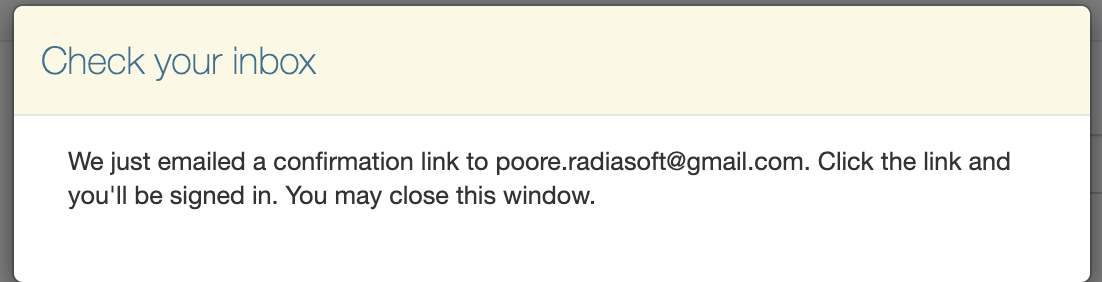 Check your inbox
We just emailed a confirmation link to poore.radiasoft@gmail.com. Click the link and
you'll be signed in. You may close this window.